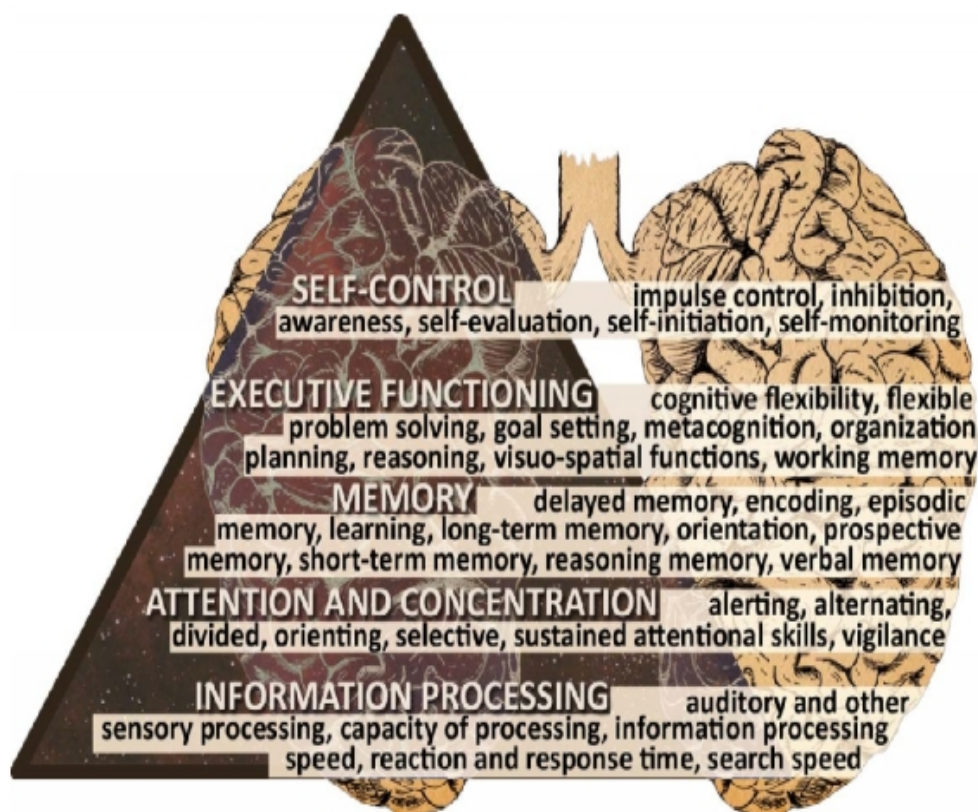 SELF-CONTROL impulse control, inhibition,
awareness, self-evaluation, self-initiation, self-monitoring
EXECUTIVE FUNCTIONING cognitive flexibility, flexible
problem solving, goal setting, metacognition, organization
planning, reasoning, visuo-spatial functions, working memory
MEMORY delayed memory, encoding, episodic
memory, learning, long-term memory, orientation, prospective
memory, short-term memory, reasoning memory, verbal memory
ATTENTION AND CONCENTRATION alerting, alternating,
divided, orienting, selective, sustained attentional skills, vigilance
INFORMATION PROCESSING auditory and other
sensory processing, capacity of processing, information processing
speed, reaction and response time, search speed